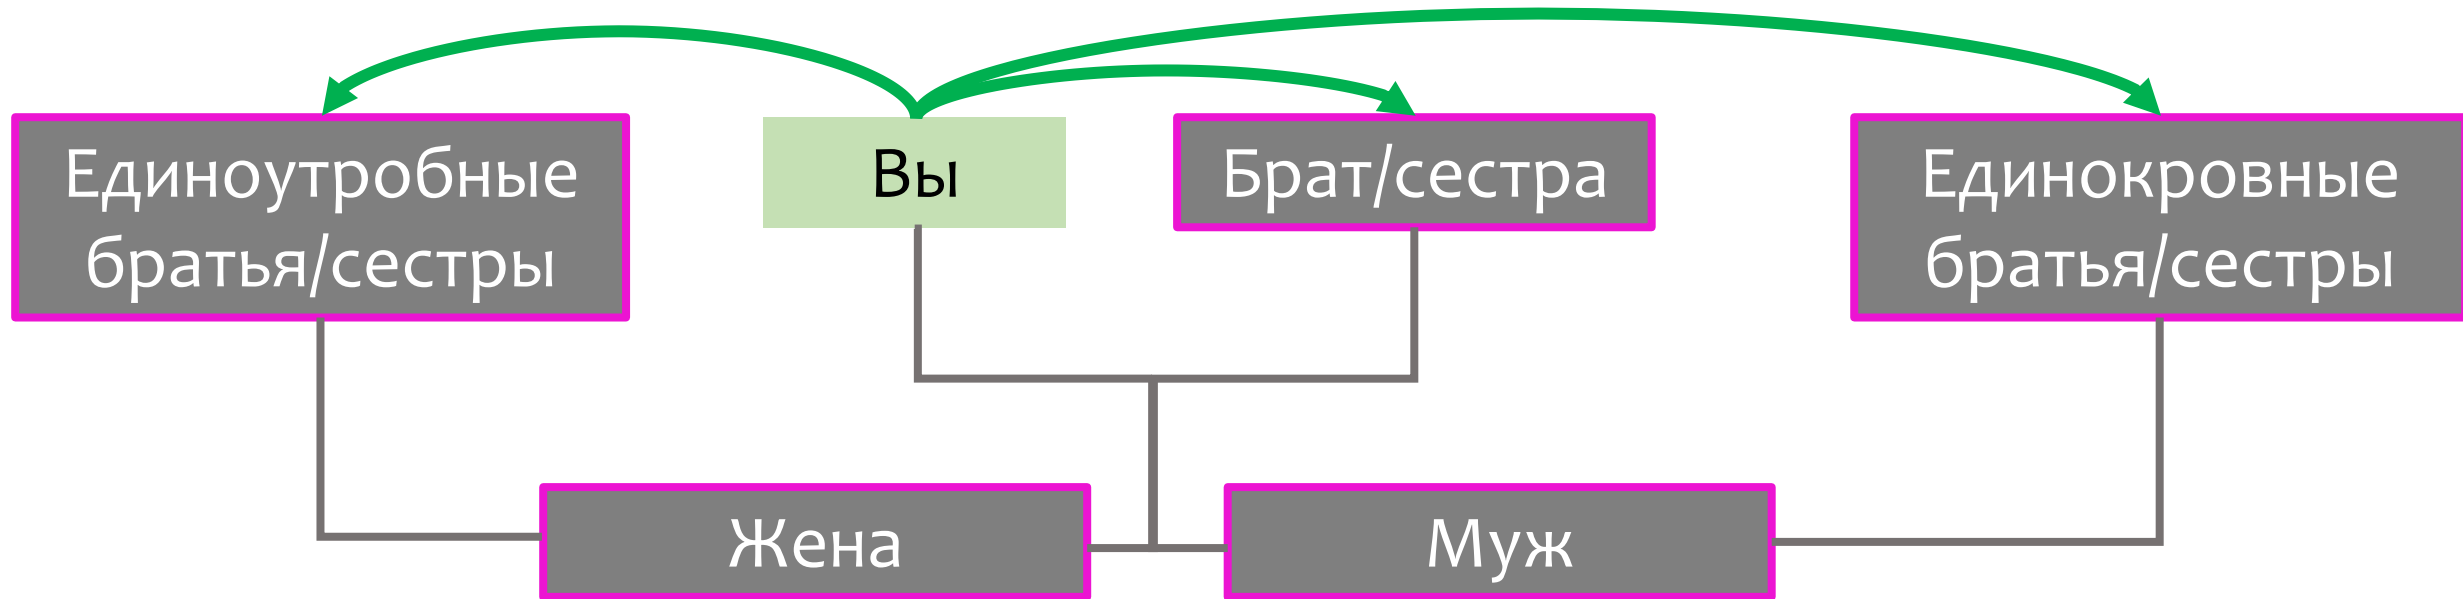 Единоутробные
братья/сестры
Вы
Брат/сестра
Единокровные
братья/сестры
Жена
Муж